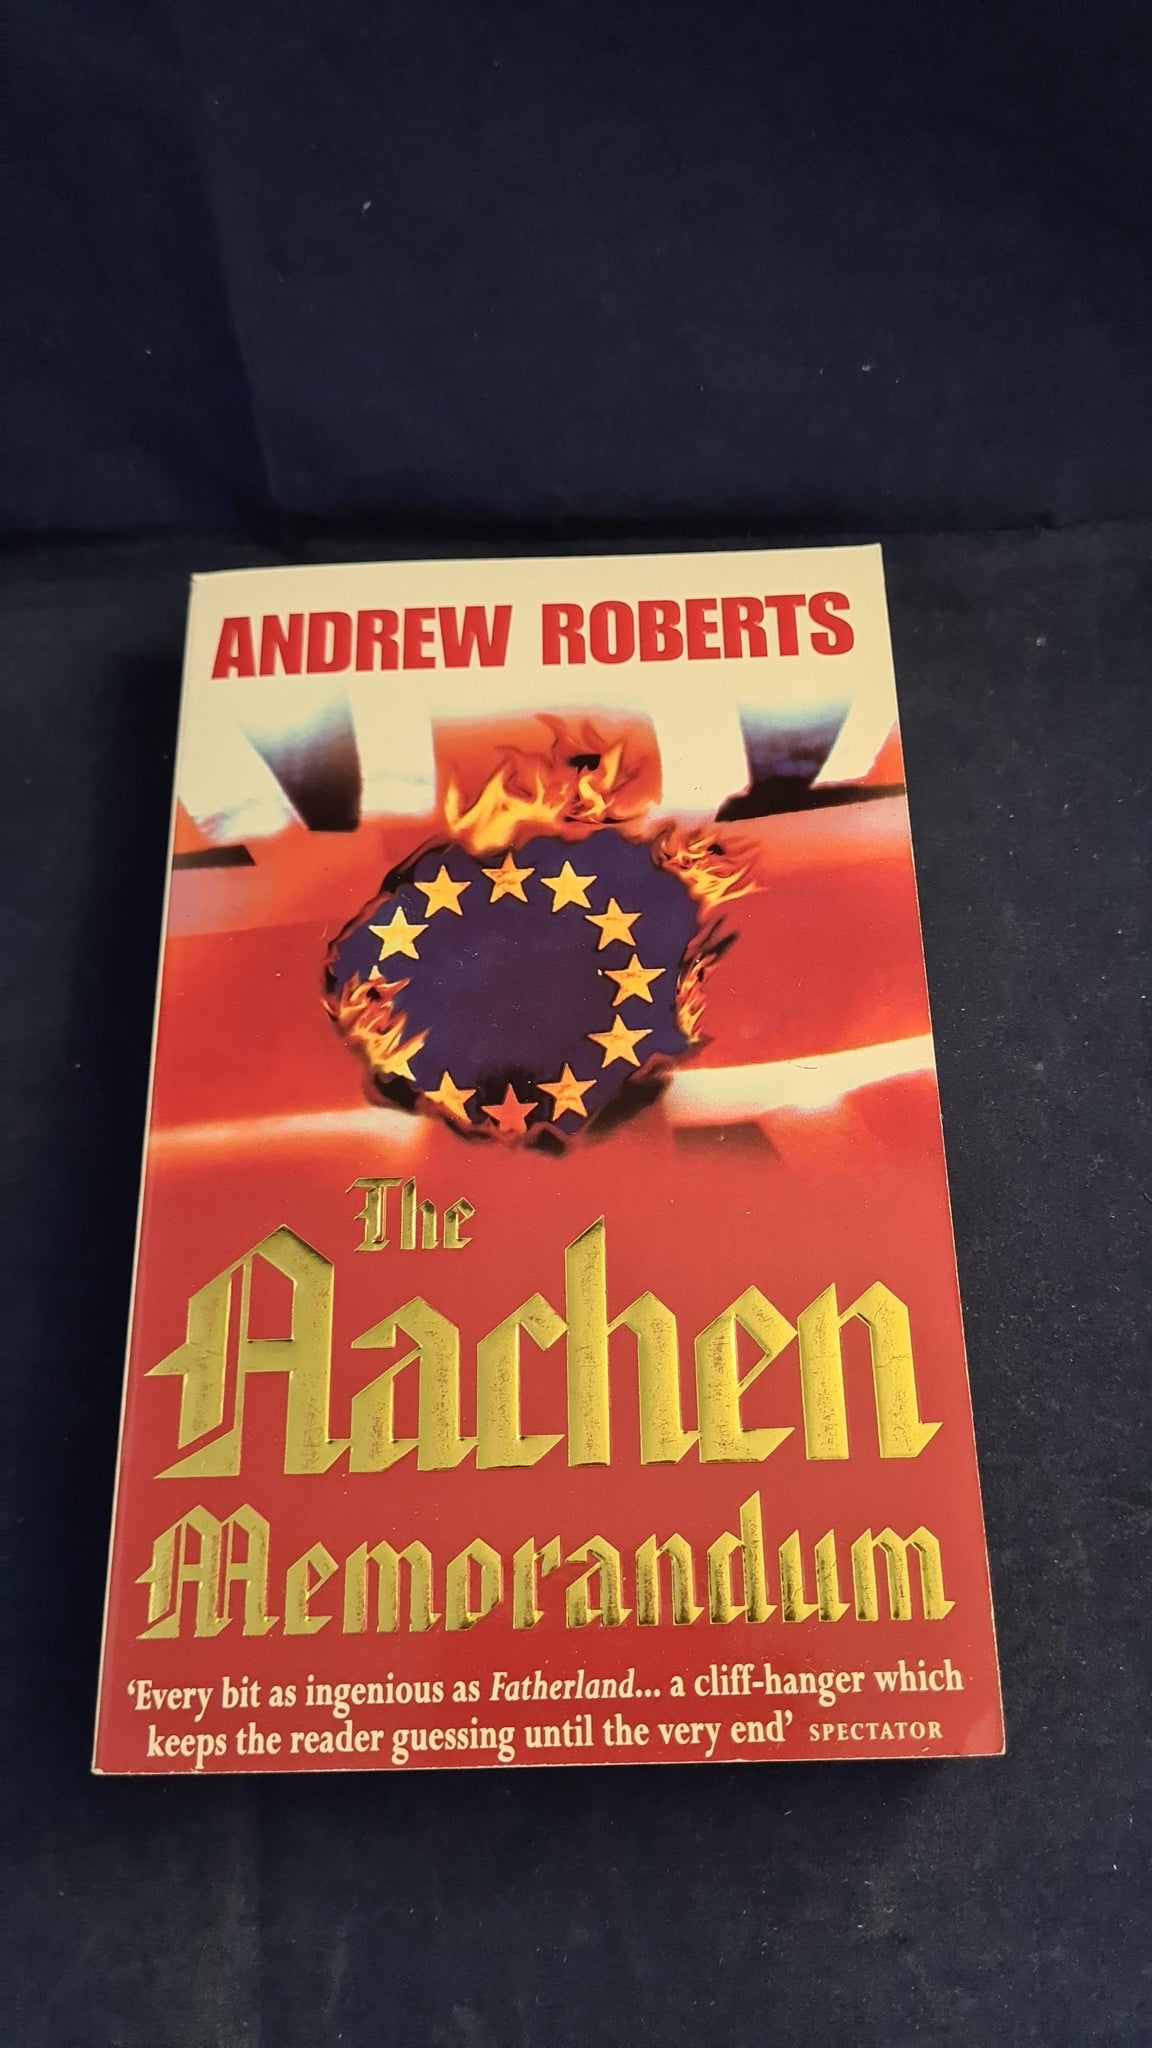 ANDREW ROBERTS
The
Aachen
Memorandum
‘Every bit as ingenious as Fatherland... a cliff-hanger which
keeps the reader guessing until the very end’ SPECTATOR